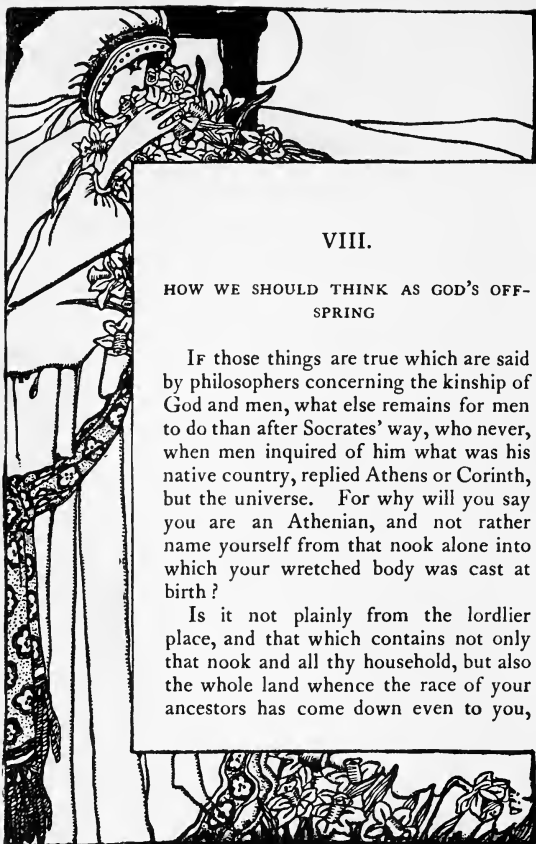 VIII.
HOW WE SHOULD THINK AS GOD'S OFF-
SPRING
IF those things are true which are said
by philosophers concerning the kinship of
God and men, what else remains for men
to do than after Socrates' way, who never,
when men inquired of him what was his
native country, replied Athens or Corinth,
but the universe. For why will you say
you are an Athenian, and not rather
name yourself from that nook alone into
which your wretched body was cast at
birth ?
Is it not plainly from the lordlier
place, and that which contains not only
that nook and all thy household, but also
the whole land whence the race of your
ancestors has come down even to you,